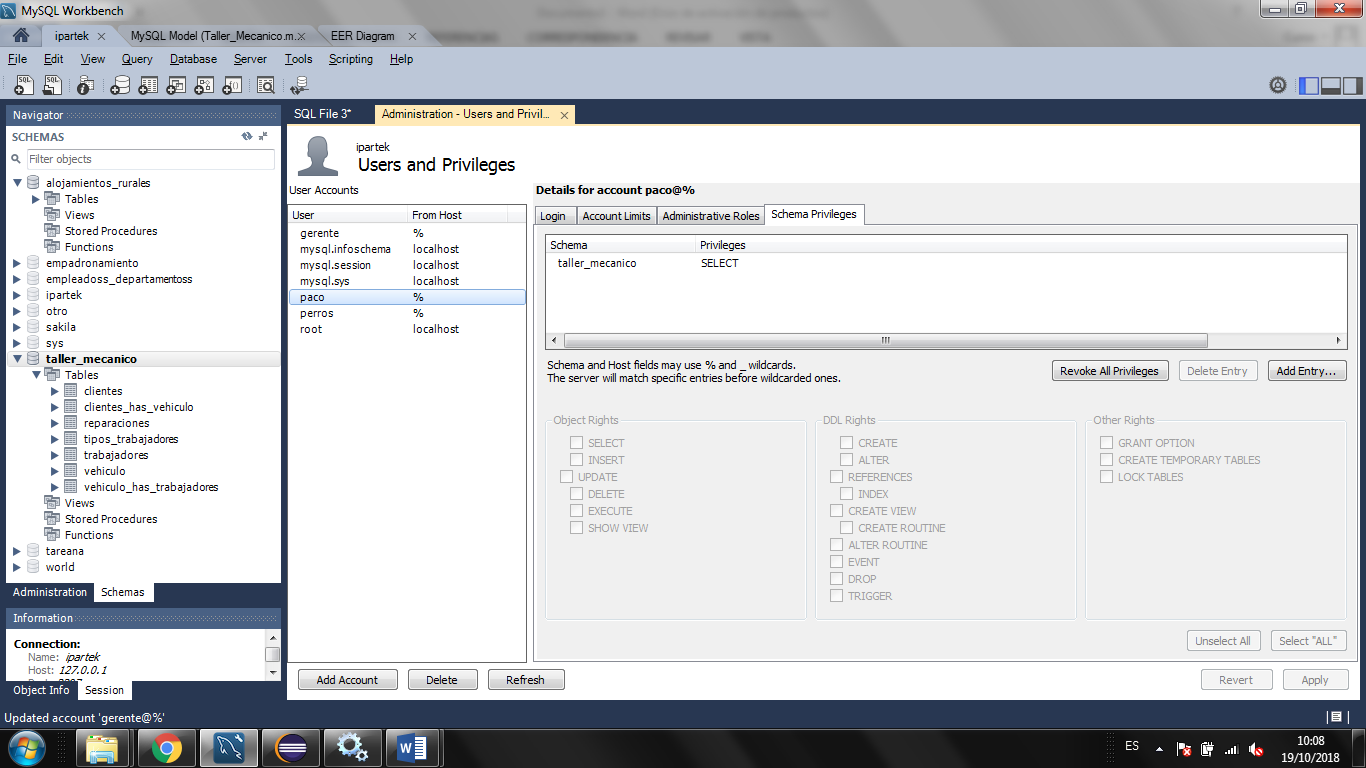 MySQL Workbench
ipartek
MySQL Model (Taller_Mecanico.m...
EER Diagram
File Edit View Query Database Server Tools Scripting Help
Navigator
SCHEMAS
Filter objects
alojamientos_rurales
Tables
Views
Stored Procedures
Functions
empadronamiento
empleadoss_departamentoss
ipartek
otro
sakila
sys
taller_mecanico
Tables
clientes
clientes_has_vehiculo
reparaciones
tipos_trabajadores
trabajadores
vehiculo
vehiculo_has_trabajadores
Views
Stored Procedures
Functions
tareana
world
Administration Schemas
Information
Connection:
Name: ipartek
Host: 127.0.0.1
Object Info Session
SQL File 3*
Administration - Users and Privil...
ipartek
Users and Privileges
User Accounts
User From Host
gerente %
mysql.infoschema localhost
mysql.session localhost
mysql.sys localhost
paco %
perros %
root localhost
Add Account Delete Refresh
Details for account paco@%
Login Account Limits Administrative Roles Schema Privileges
Schema Privileges
taller_mecanico SELECT
Schema and Host fields may use % and _ wildcards.
The server will match specific entries before wildcarded ones.
Revoke All Privileges Delete Entry Add Entry...
Object Rights
SELECT
INSERT
UPDATE
DELETE
EXECUTE
SHOW VIEW
DDL Rights
CREATE
ALTER
REFERENCES
INDEX
CREATE VIEW
CREATE ROUTINE
ALTER ROUTINE
EVENT
DROP
TRIGGER
Other Rights
GRANT OPTION
CREATE TEMPORARY TABLES
LOCK TABLES
Unselect All Select "ALL"
Revert Apply
Updated account 'gerente@%'
ES
10:08
19/10/2018